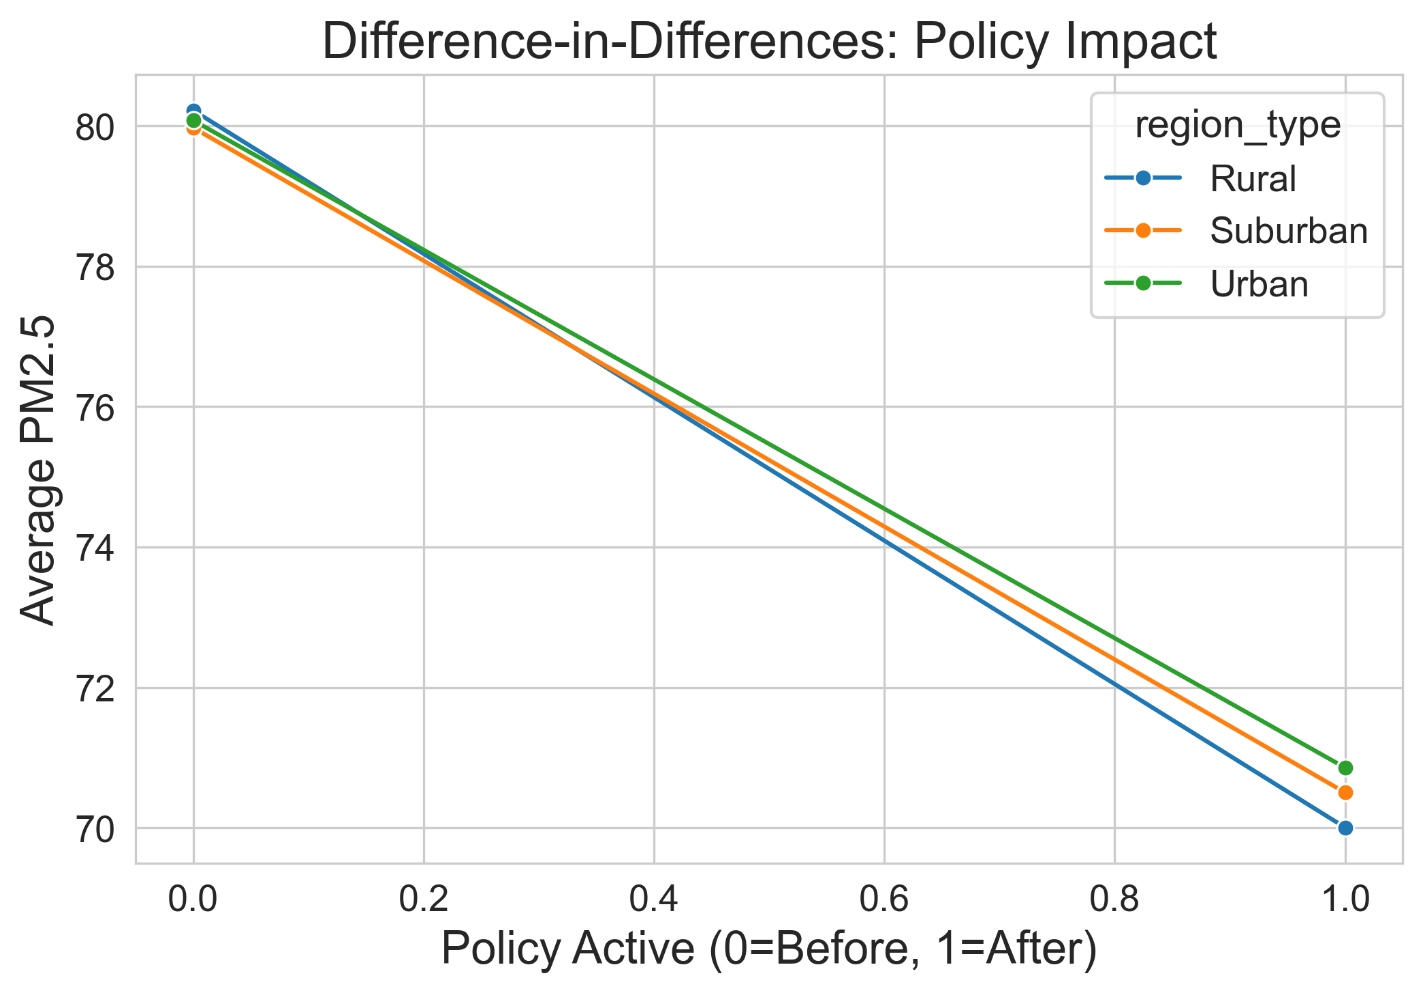 Difference-in-Differences: Policy Impact
region_type
Rural
Suburban
Urban
Average PM2.5
80
78
76
74
72
70
0.0 0.2 0.4 0.6 0.8 1.0
Policy Active (0=Before, 1=After)